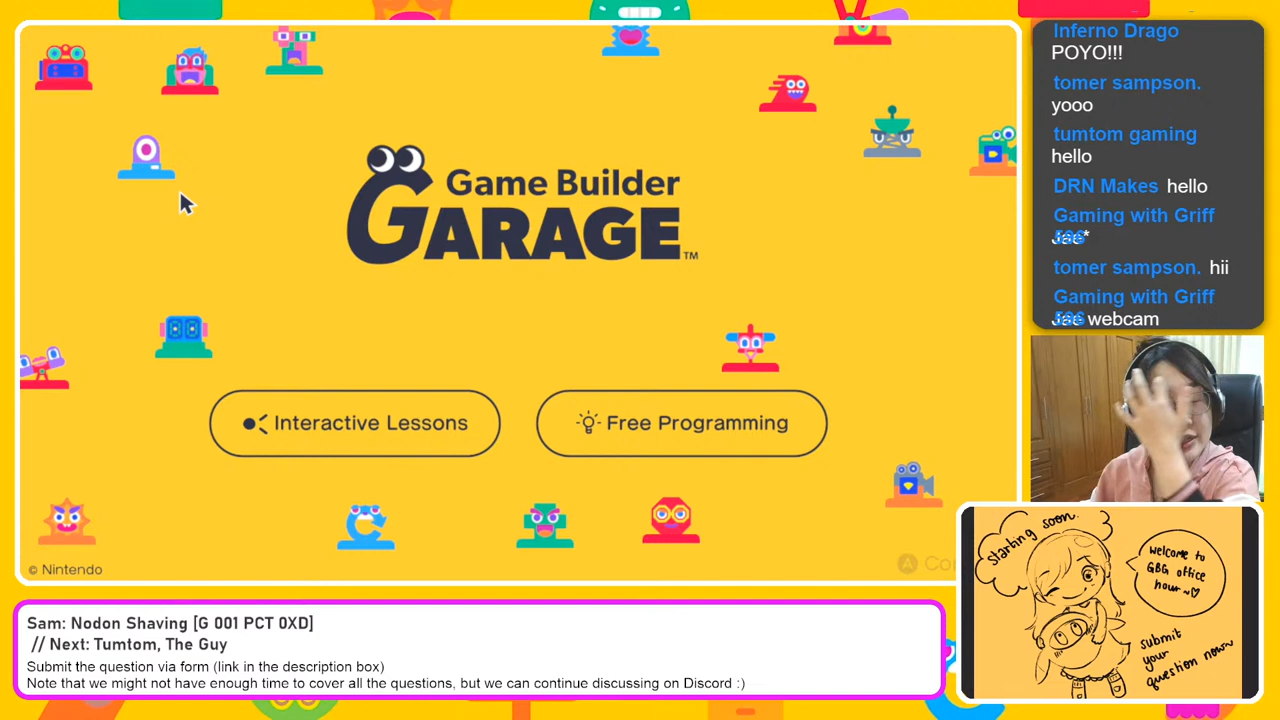 Game Builder
GARAGE™
Interactive Lessons
Free Programming
© Nintendo
A
Inferno Drago
POYO!!!
tomer sampson.
yooo
tumtom gaming
hello
DRN Makes hello
Gaming with Griff
Jae*
tomer sampson. hii
Gaming with Griff
Jae webcam
starting soon.
welcome to
GBG office
hour~♡
submit
your
question now~
Sam: Nodon Shaving [G 001 PCT 0XD]
// Next: Tumtom, The Guy
Submit the question via form (link in the description box)
Note that we might not have enough time to cover all the questions, but we can continue discussing on Discord :)